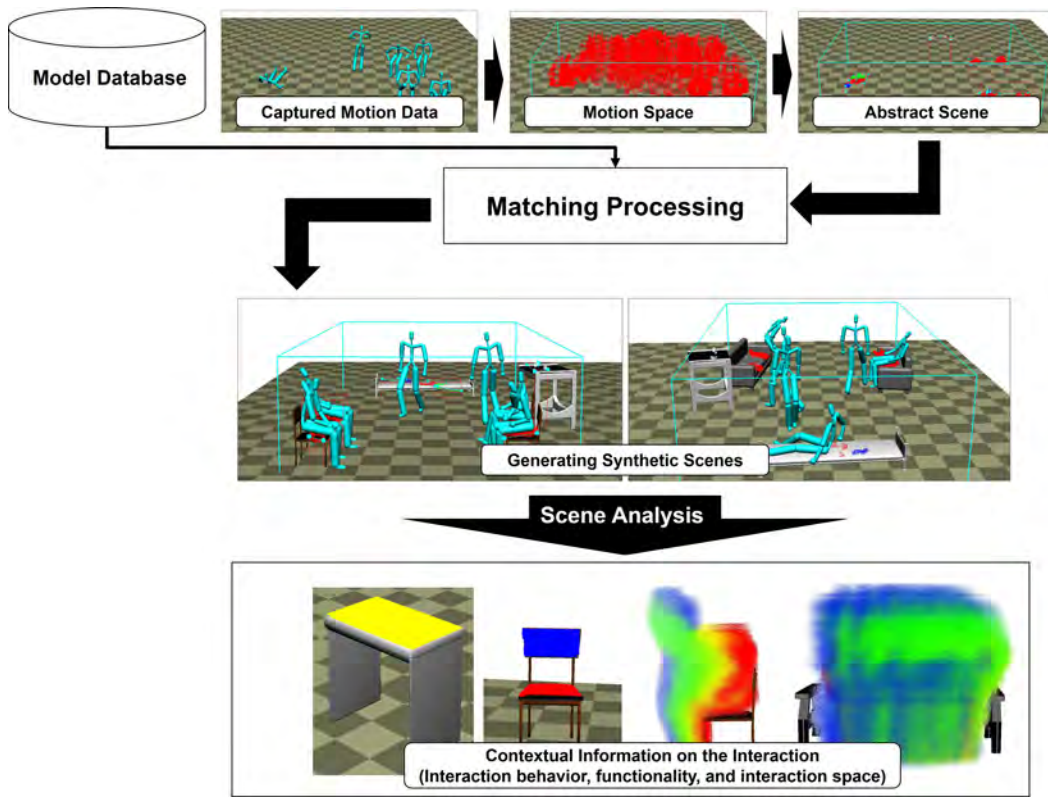 Model Database
Captured Motion Data
Motion Space
Abstract Scene
Matching Processing
Generating Synthetic Scenes
Scene Analysis
Contextual Information on the Interaction
(Interaction behavior, functionality, and interaction space)